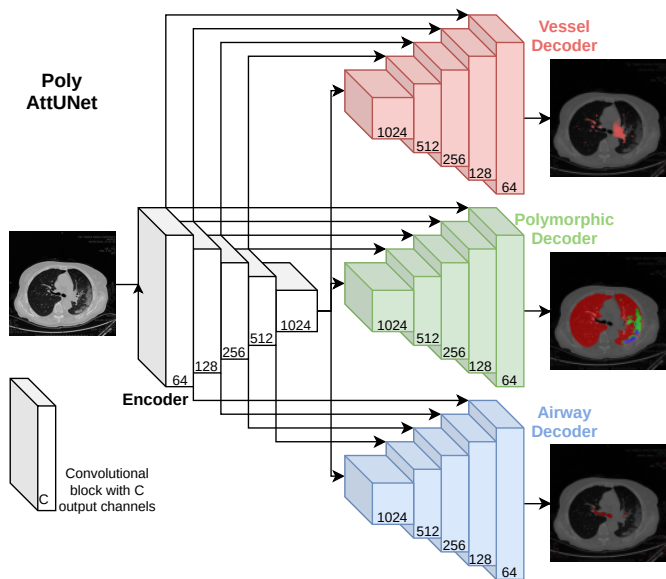 Poly
AttUNet
Vessel
Decoder
1024
512
256
128
64
Polymorphic
Decoder
1024
512
256
128
64
64
128
256
512
1024
Encoder
Airway
Decoder
1024
512
256
128
64
C
Convolutional
block with C
output channels